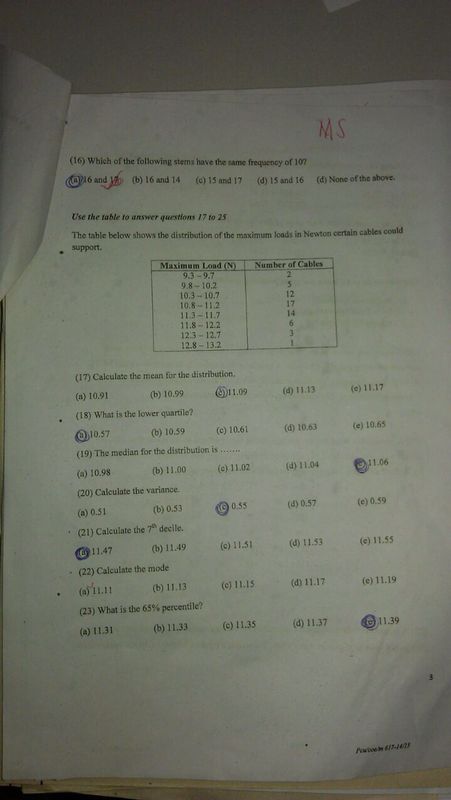 MS
(16) Which of the following stems have the same frequency of 10?
(a) 16 and (b) 16 and 14 (c) 15 and 17 (d) 15 and 16 (d) None of the above.
Use the table to answer questions 17 to 25
The table below shows the distribution of the maximum loads in Newton certain cables could
support.
Maximum Load (N) Number of Cables
9.3 – 9.7 2
9.8 – 10.2 5
10.3 – 10.7 12
10.8 – 11.2 17
11.3 – 11.7 14
11.8 – 12.2 6
12.3 – 12.7 3
12.8 – 13.2 1
(17) Calculate the mean for the distribution.
(a) 10.91 (b) 10.99 (c) 11.09 (d) 11.13 (e) 11.17
(18) What is the lower quartile?
(a) 10.57 (b) 10.59 (c) 10.61 (d) 10.63 (e) 10.65
(19) The median for the distribution is .......
(a) 10.98 (b) 11.00 (c) 11.02 (d) 11.04 (e) 11.06
(20) Calculate the variance.
(a) 0.51 (b) 0.53 (c) 0.55 (d) 0.57 (e) 0.59
(21) Calculate the 7th decile.
(a) 11.47 (b) 11.49 (c) 11.51 (d) 11.53 (e) 11.55
(22) Calculate the mode
(a) 11.11 (b) 11.13 (c) 11.15 (d) 11.17 (e) 11.19
(23) What is the 65% percentile?
(a) 11.31 (b) 11.33 (c) 11.35 (d) 11.37 (e) 11.39
3